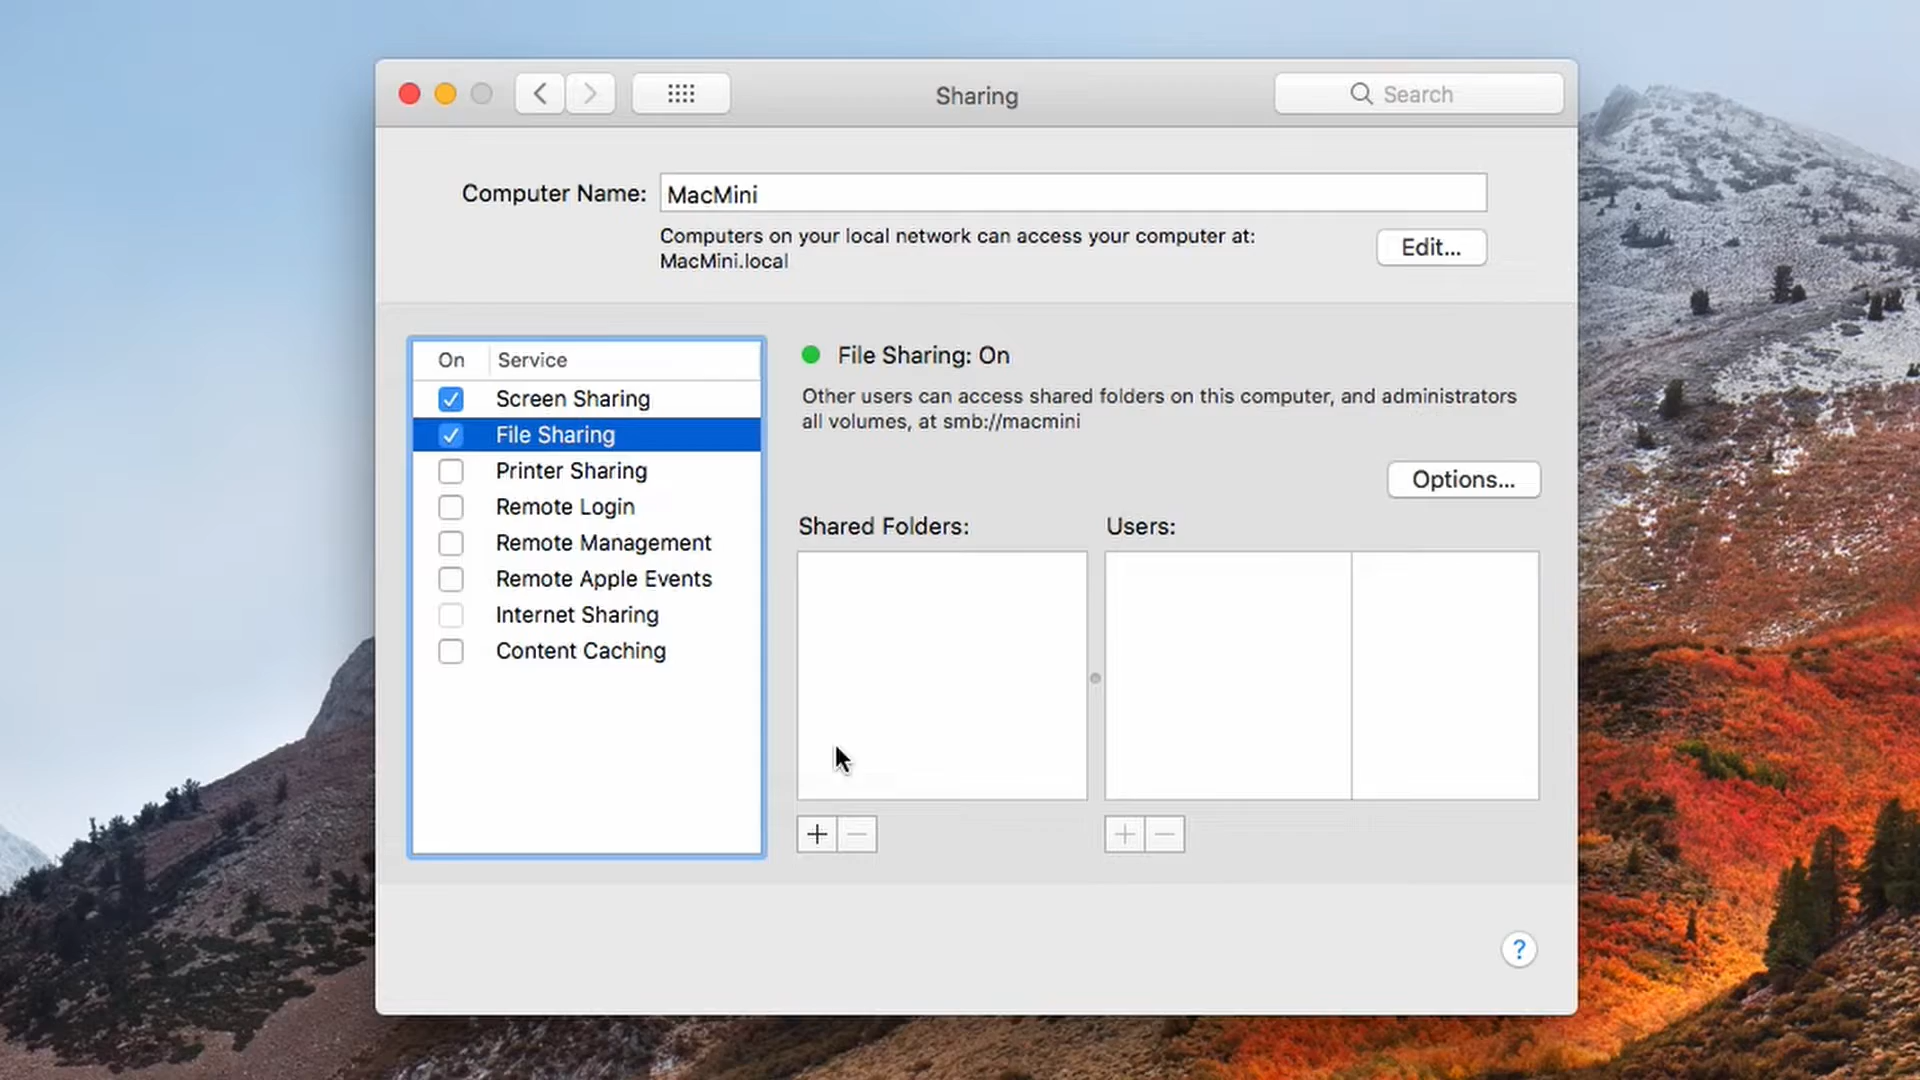 Sharing
Search
Computer Name:
MacMini
Computers on your local network can access your computer at:
MacMini.local
Edit...
On
Service
Screen Sharing
File Sharing
Printer Sharing
Remote Login
Remote Management
Remote Apple Events
Internet Sharing
Content Caching
File Sharing: On
Other users can access shared folders on this computer, and administrators
all volumes, at smb://macmini
Options...
Shared Folders:
Users:
+
−
+
−
?